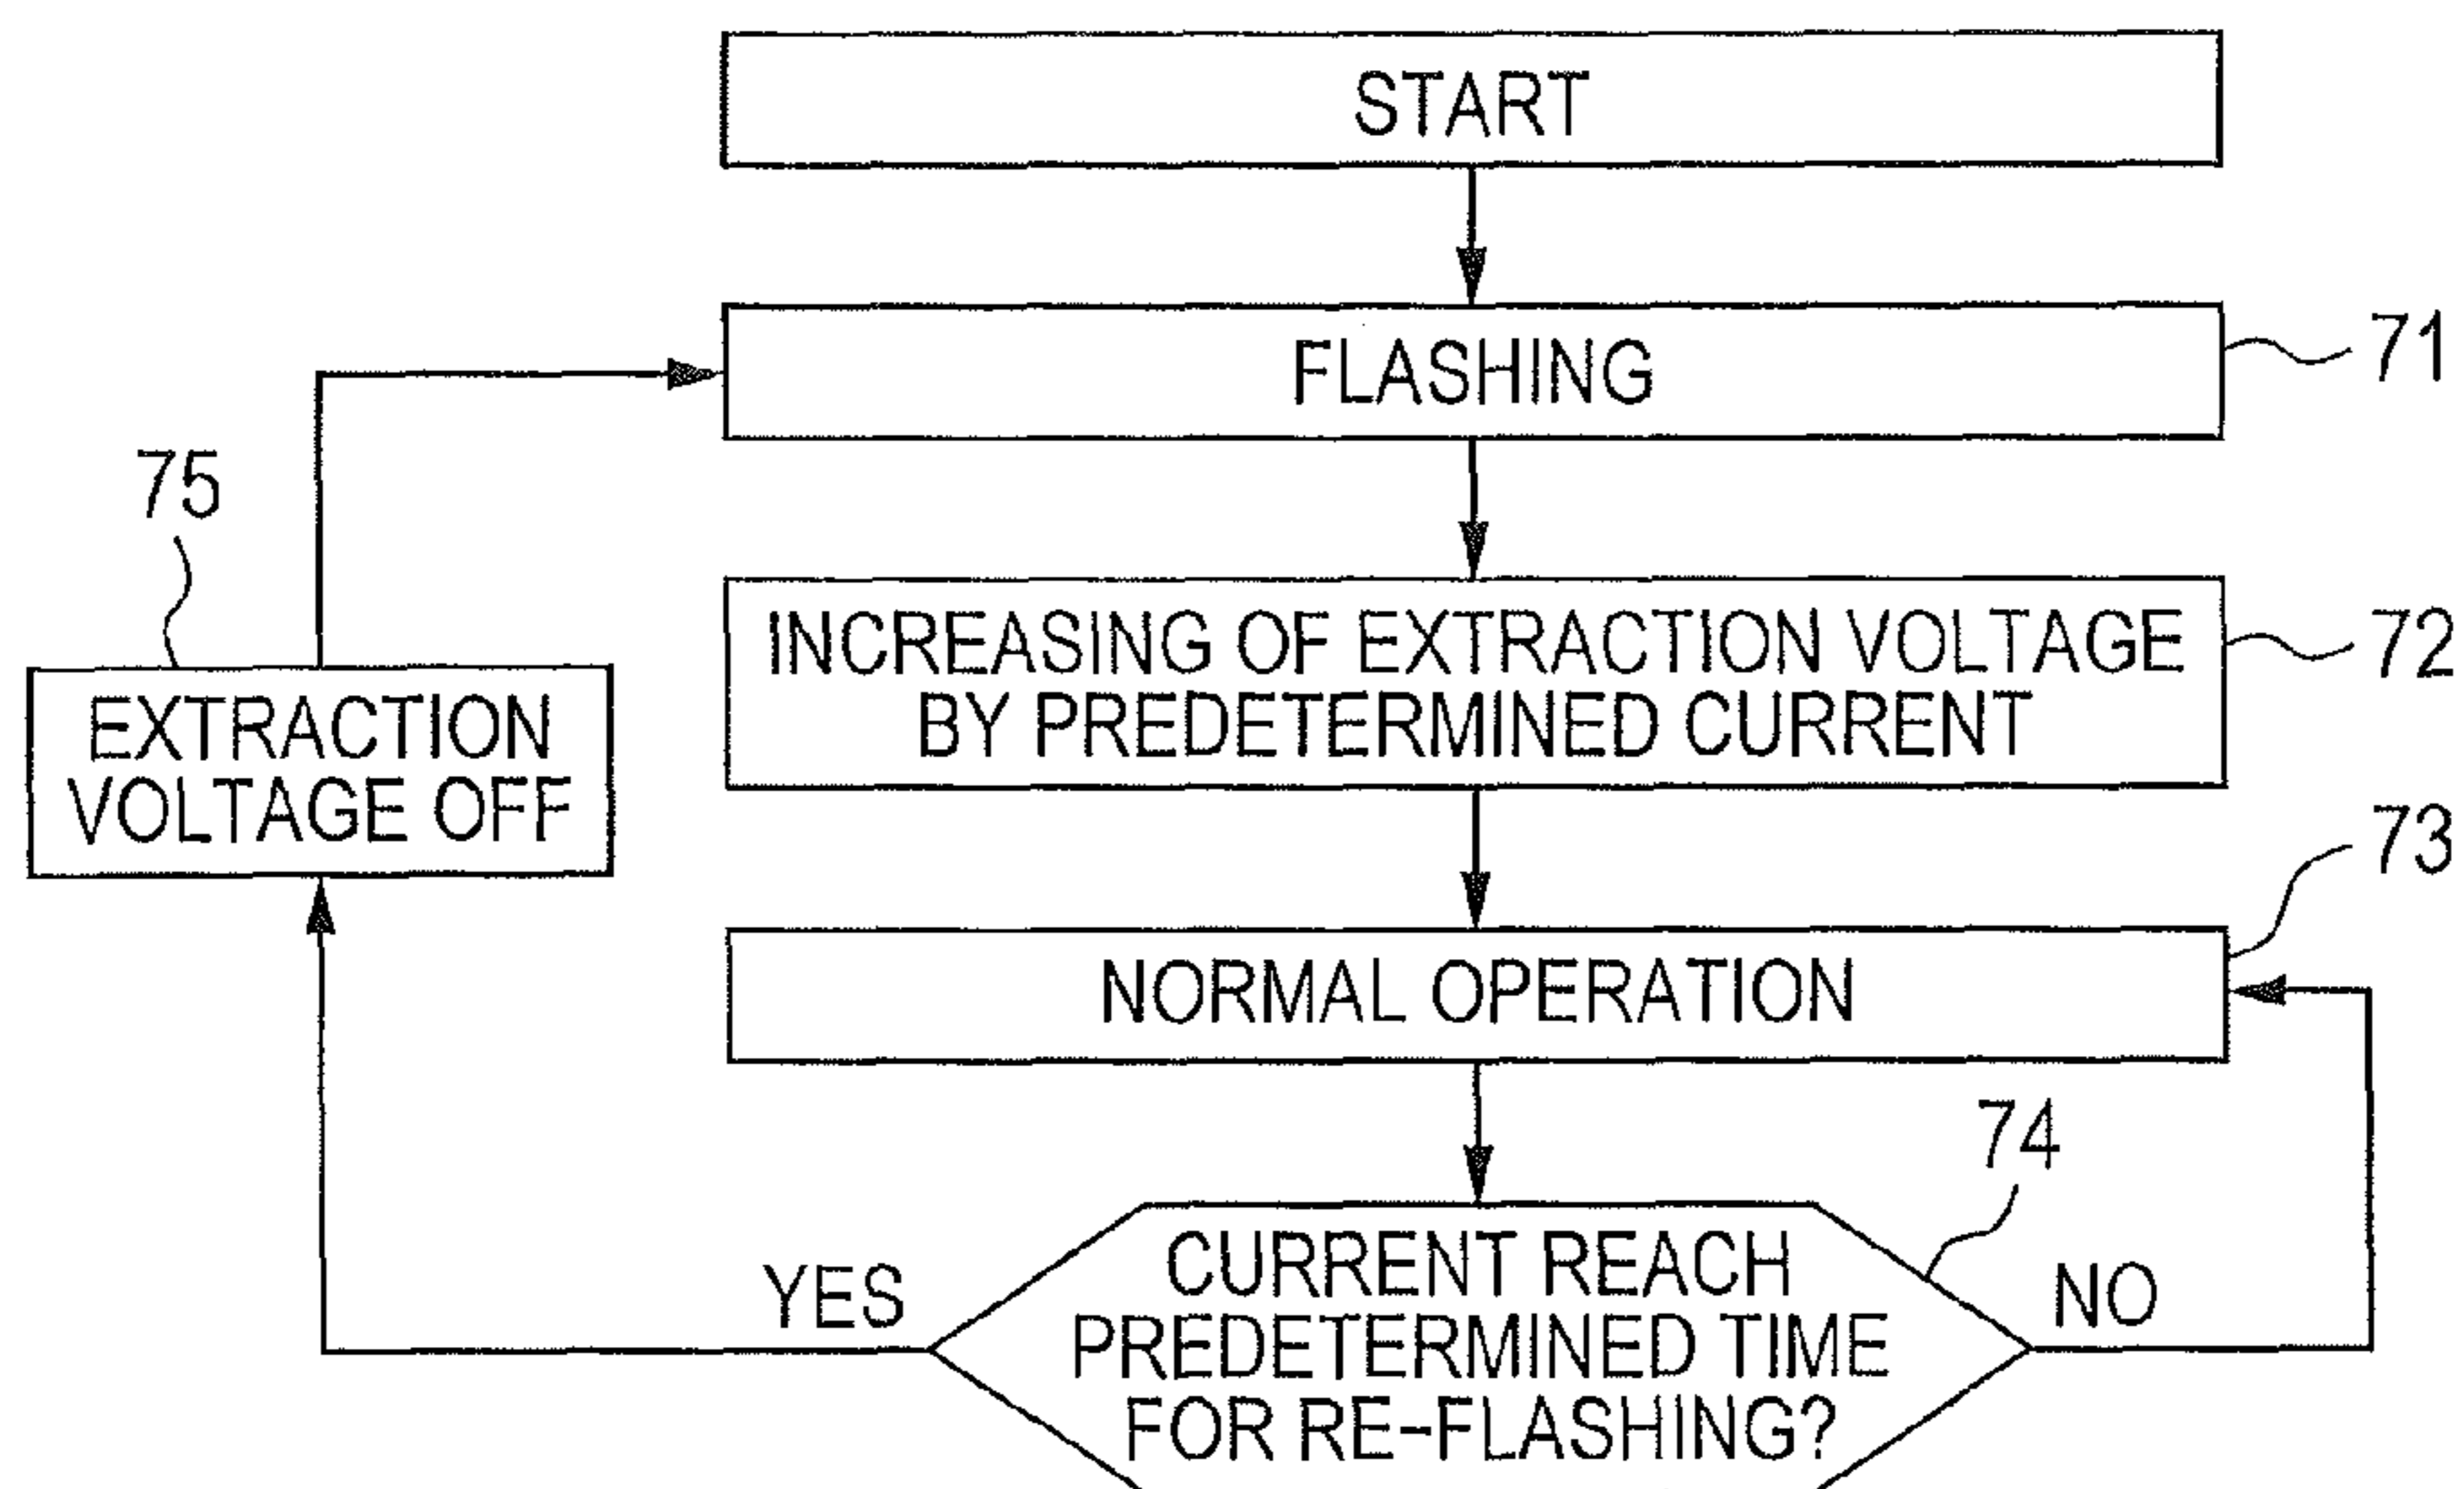 START
FLASHING
71
75
INCREASING OF EXTRACTION VOLTAGE
BY PREDETERMINED CURRENT
72
EXTRACTION
VOLTAGE OFF
73
NORMAL OPERATION
74
CURRENT REACH
PREDETERMINED TIME
FOR RE-FLASHING?
YES
NO